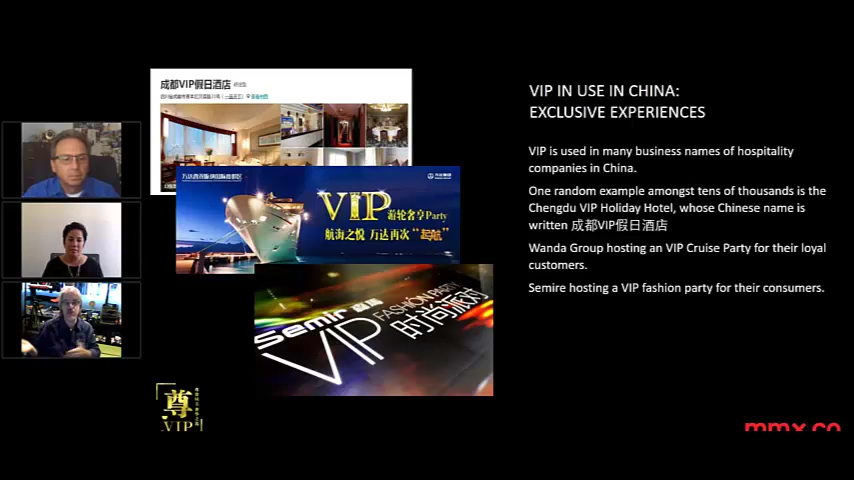 VIP IN USE IN CHINA:
EXCLUSIVE EXPERIENCES
VIP is used in many business names of hospitality
companies in China.
One random example amongst tens of thousands is the
Chengdu VIP Holiday Hotel, whose Chinese name is
written 成都VIP假日酒店
Wanda Group hosting an VIP Cruise Party for their loyal
customers.
Semire hosting a VIP fashion party for their consumers.
成都VIP假日酒店
VIP游轮奢享Party
航海之悦 万达再次“起航”
Semir
VIP FASHION PARTY
时尚派对
尊
VIP
mmx.co